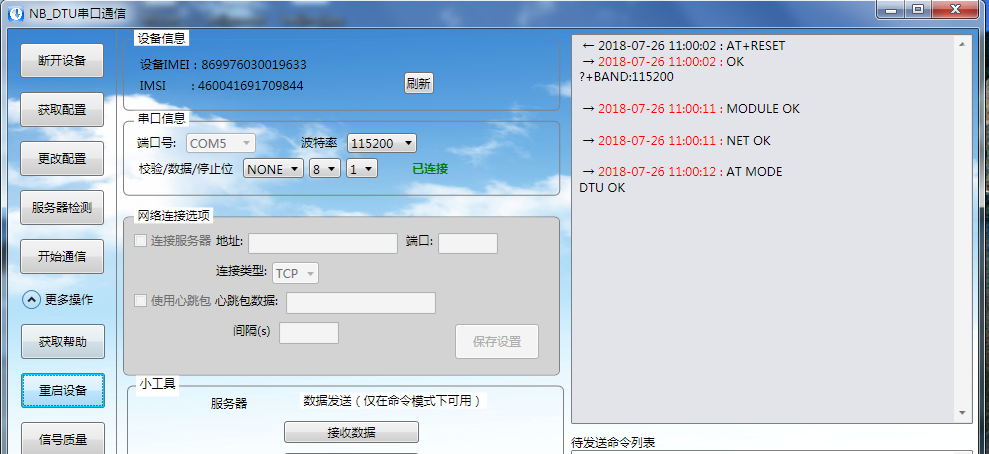 NB_DTU串口通信
断开设备
获取配置
更改配置
服务器检测
开始通信
更多操作
获取帮助
重启设备
信号质量
设备信息
设备IMEI：869976030019633
IMSI ：460041691709844
刷新
串口信息
端口号: COM5 波特率 115200
校验/数据/停止位 NONE 8 1 已连接
网络连接选项
连接服务器 地址: 端口:
连接类型: TCP
使用心跳包 心跳包数据:
间隔(s)
保存设置
小工具
服务器 数据发送（仅在命令模式下可用）
接收数据
← 2018-07-26 11:00:02 : AT+RESET
→ 2018-07-26 11:00:02 : OK
?+BAND:115200
→ 2018-07-26 11:00:11 : MODULE OK
→ 2018-07-26 11:00:11 : NET OK
→ 2018-07-26 11:00:12 : AT MODE
DTU OK
待发送命令列表